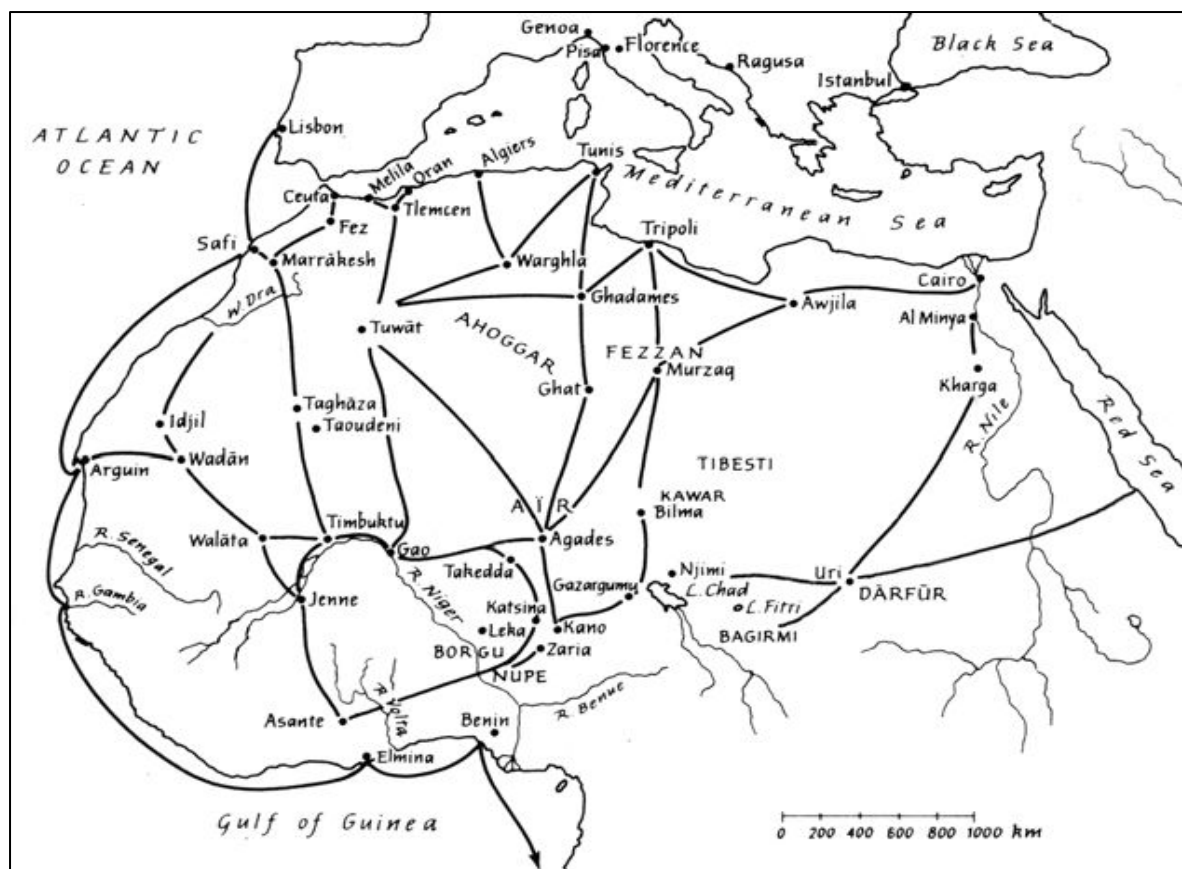 Genoa
Pisa
Florence
Ragusa
Black Sea
Istanbul
ATLANTIC
OCEAN
Lisbon
Ceuta
Melila
Oran
Algiers
Tunis
Mediterranean Sea
Tlemcen
Fez
Safi
Marrākesh
W. Dra
Warghla
Tripoli
Ghadames
Awjila
Cairo
Al Minya
Tuwāt
AHOGGAR
FEZZAN
Murzaq
Ghat
Kharga
R. Nile
Red Sea
Idjil
Taghāza
Taoudeni
Wadān
Arguin
TIBESTI
KAWAR
Bilma
AÏR
Agades
Timbuktu
Walāta
Gao
Takedda
R. Senegal
R. Gambia
Jenne
R. Niger
Gazargumu
Njimi
L. Chad
L. Fitri
Uri
DĀRFŪR
BAGIRMI
Katsina
Leka
Kano
BORGU
Zaria
NUPE
R. Volta
R. Benue
Asante
Benin
Elmina
Gulf of Guinea
0 200 400 600 800 1000 km